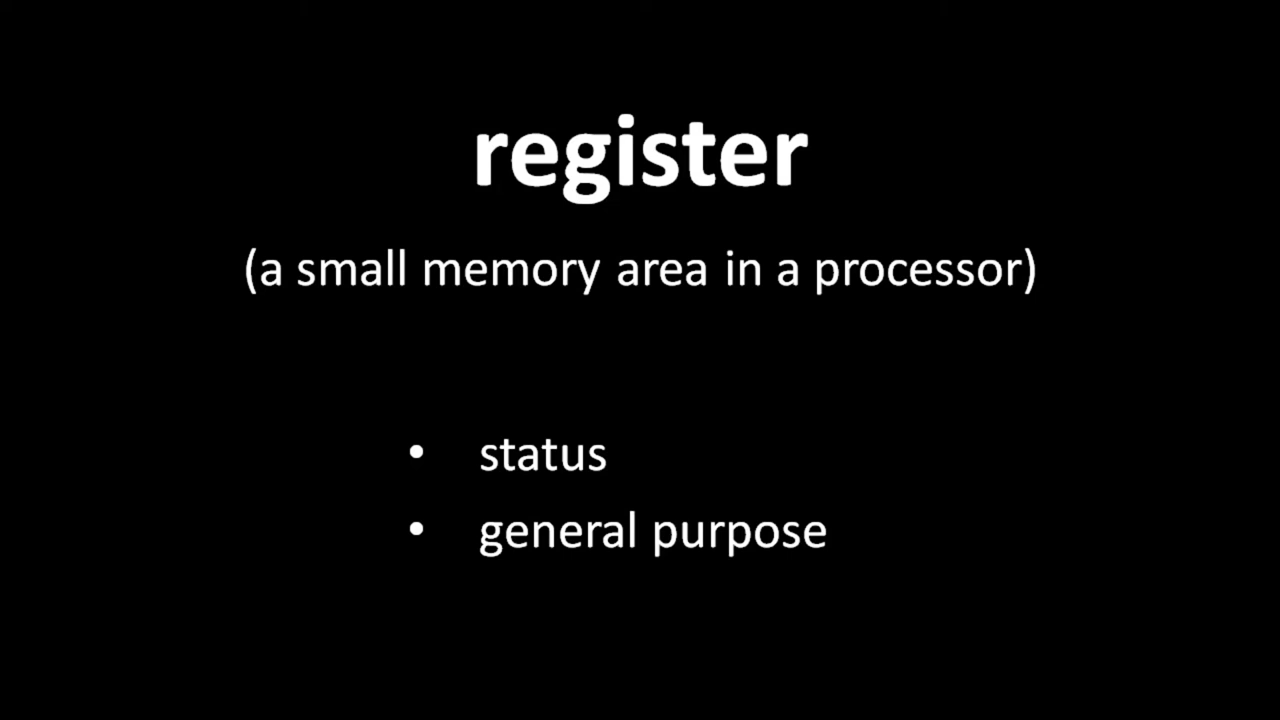 register
(a small memory area in a processor)
• status
• general purpose